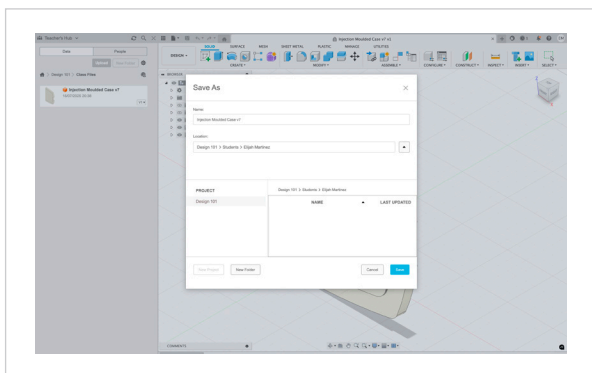 Teacher's Hub
Injection Moulded Case v7 v2
Data
People
DESIGN
SOLID
SURFACE
MESH
SHEET METAL
PLASTIC
MANAGE
UTILITIES
CREATE
MODIFY
ASSEMBLE
CONFIGURE
CONSTRUCT
INSPECT
INSERT
SELECT
Design 101 > Class Files
BROWSER
Injection Moulded Case v7
Save As
Name:
Injection Moulded Case v7
Location:
Design 101 > Students > Elijah Martinez
PROJECT
Design 101 > Students > Elijah Martinez
Design 101
NAME
LAST UPDATED
New Project
New Folder
Cancel
Save
COMMENTS